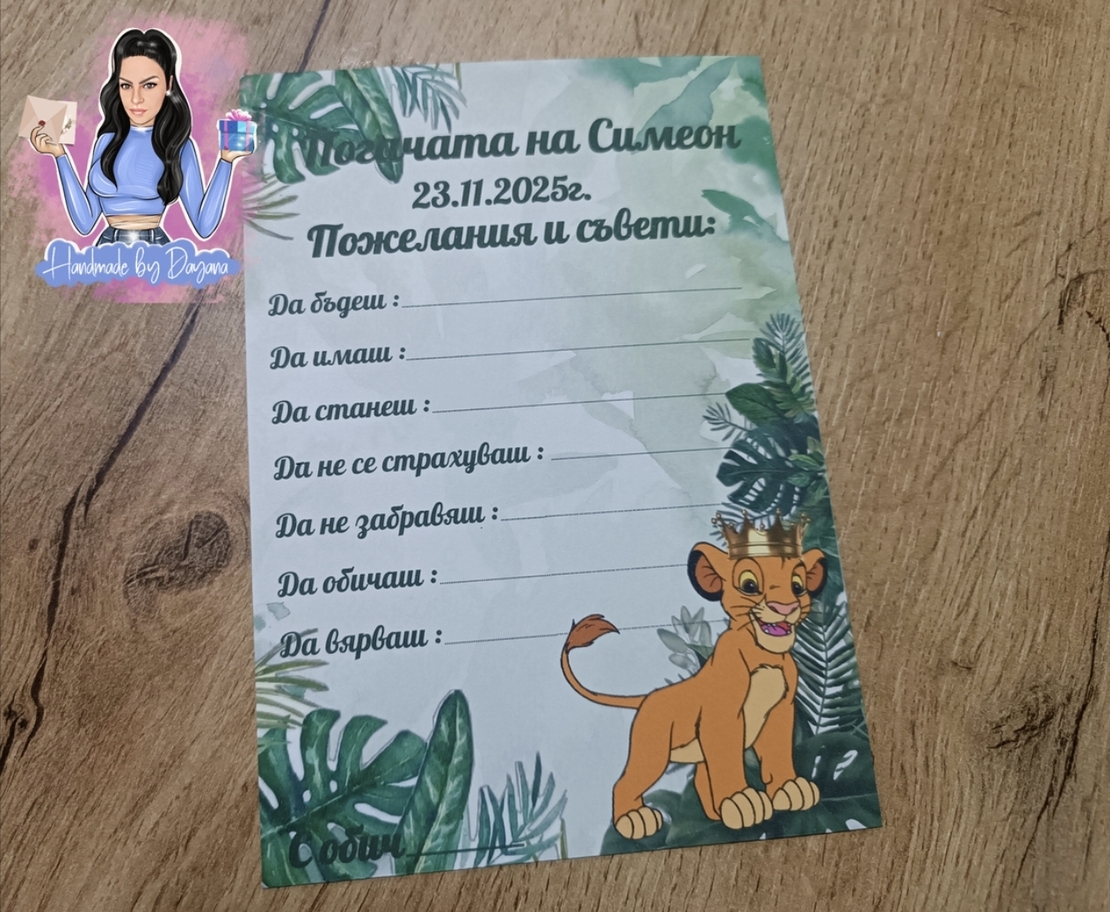 Handmade by Dayana
Погачата на Симеон
23.11.2025г.
Пожелания и съвети:
Да бъдеш :
Да имаш :
Да станеш :
Да не се страхуваш :
Да не забравяш :
Да обичаш :
Да вярваш :
С обич